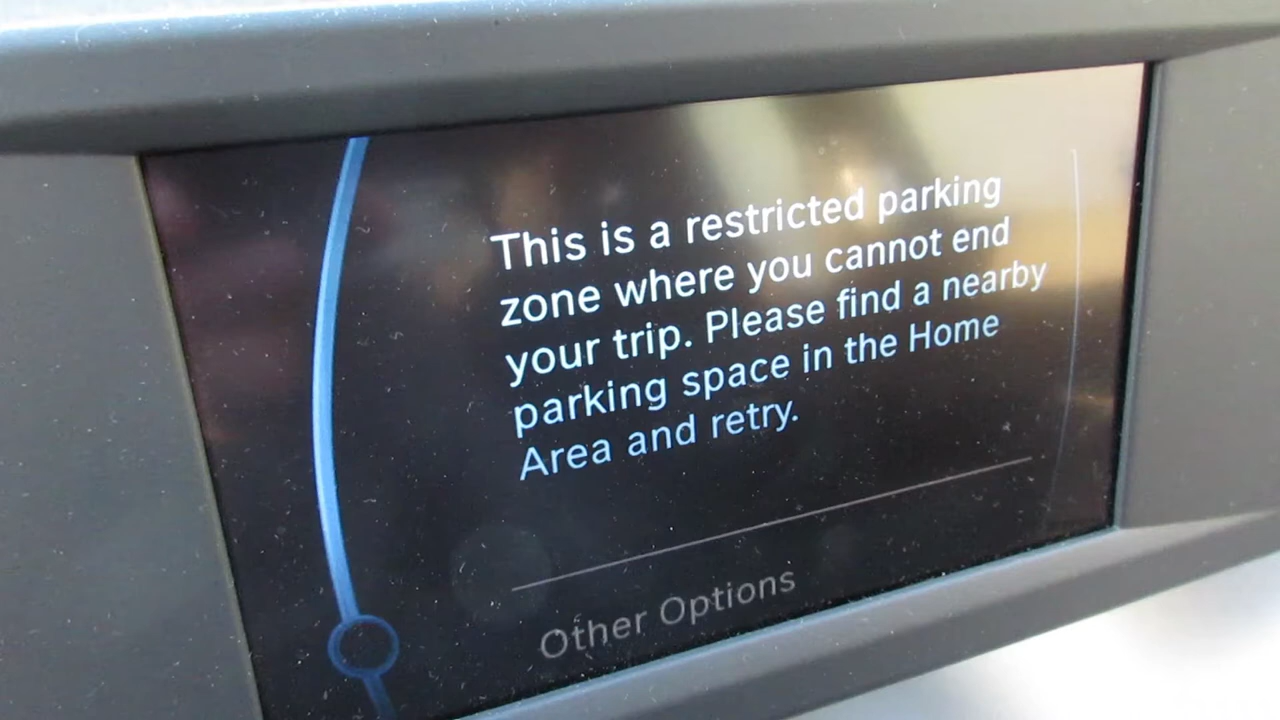 This is a restricted parking
zone where you cannot end
your trip. Please find a nearby
parking space in the Home
Area and retry.
Other Options